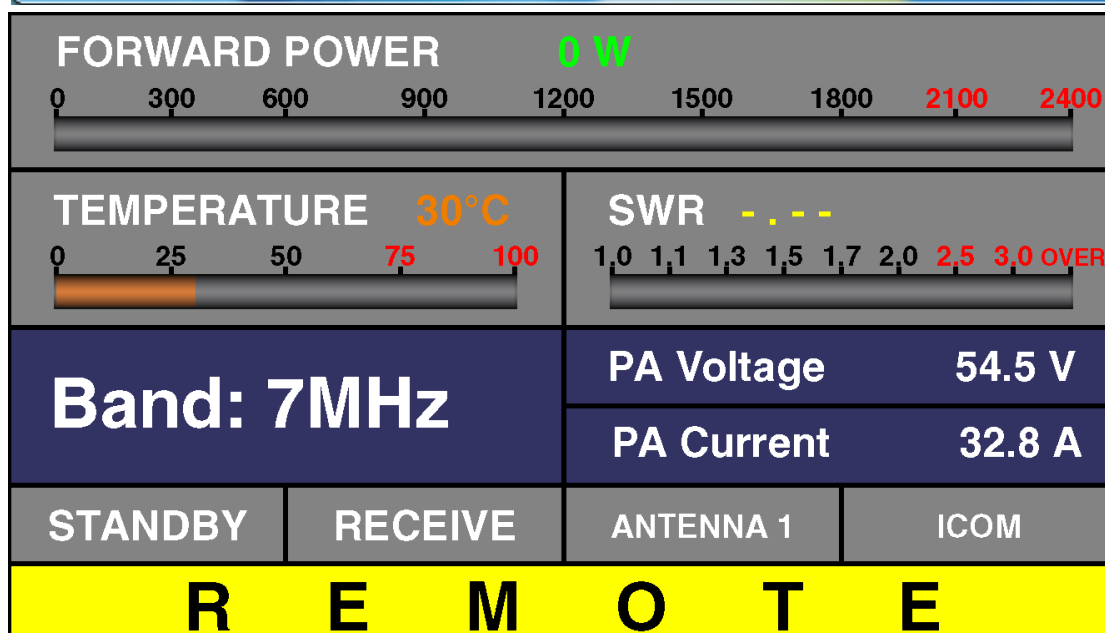 FORWARD POWER 0 W
0 300 600 900 1200 1500 1800 2100 2400
TEMPERATURE 30°C
0 25 50 75 100
SWR -.--
1.0 1.1 1.3 1.5 1.7 2.0 2.5 3.0 OVER
Band: 7MHz
PA Voltage 54.5 V
PA Current 32.8 A
STANDBY RECEIVE ANTENNA 1 ICOM
R E M O T E